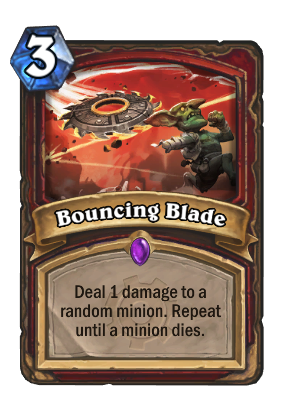 3
Bouncing Blade
Deal 1 damage to a
random minion. Repeat
until a minion dies.